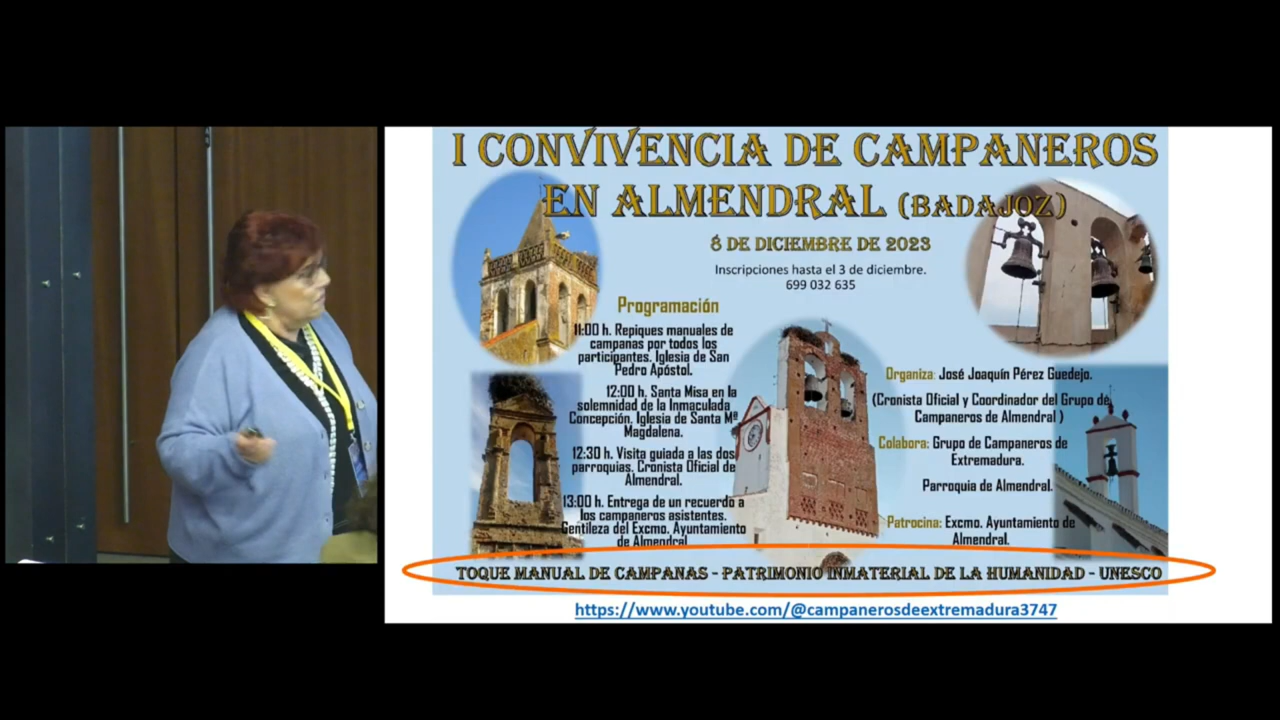 I CONVIVENCIA DE CAMPANEROS
EN ALMENDRAL (BADAJOZ)
8 DE DICIEMBRE DE 2023
Inscripciones hasta el 3 de diciembre.
699 032 635
Programación
11:00 h. Repiques manuales de
campanas por todos los
participantes. Iglesia de San
Pedro Apóstol.
12:00 h. Santa Misa en la
solemnidad de la Inmaculada
Concepción. Iglesia de Santa Mª
Magdalena.
12:30 h. Visita guiada a las dos
parroquias. Cronista Oficial de
Almendral.
13:00 h. Entrega de un recuerdo a
los campaneros asistentes.
Gentileza del Excmo. Ayuntamiento
de Almendral
Organiza: José Joaquín Pérez Guedejo.
(Cronista Oficial y Coordinador del Grupo de
Campaneros de Almendral )
Colabora: Grupo de Campaneros de
Extremadura.
Parroquia de Almendral.
Patrocina: Excmo. Ayuntamiento de
Almendral.
TOQUE MANUAL DE CAMPANAS - PATRIMONIO INMATERIAL DE LA HUMANIDAD - UNESCO
https://www.youtube.com/@campanerosdeextremadura3747